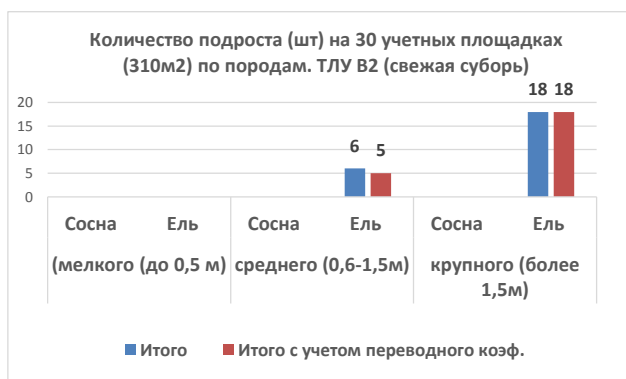 Количество подроста (шт) на 30 учетных площадках
(310м2) по породам. ТЛУ В2 (свежая суборь)
18 18
20
15
10
5
0
6 5
Сосна Ель Сосна Ель Сосна Ель
(мелкого (до 0,5 м) среднего (0,6-1,5м) крупного (более
1,5м)
Итого Итого с учетом переводного коэф.